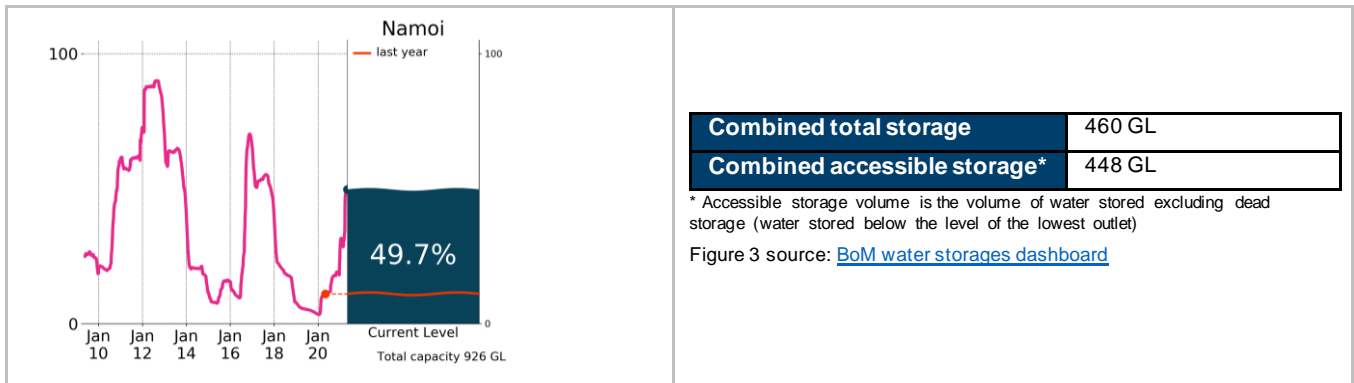 Namoi
last year
100
100
49.7%
0
0
Jan Jan Jan Jan Jan Jan
10 12 14 16 18 20
Current Level
Total capacity 926 GL
Combined total storage 460 GL
Combined accessible storage* 448 GL
* Accessible storage volume is the volume of water stored excluding dead
storage (water stored below the level of the lowest outlet)
Figure 3 source: BoM water storages dashboard